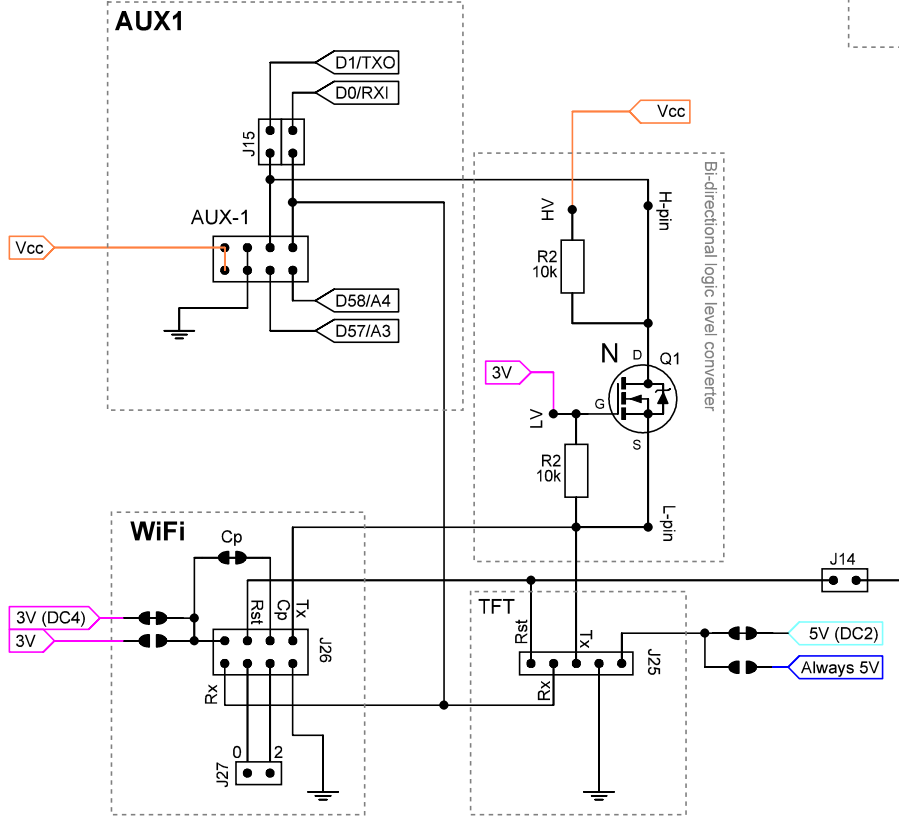 AUX1
D1/TXO
D0/RXI
J15
AUX-1
Vcc
D58/A4
D57/A3
Vcc
Bi-directional logic level converter
HV
H-pin
R2
10k
N
D
Q1
3V
G
LV
S
R2
10k
L-pin
WiFi
Cp
3V (DC4)
3V
Rst
Cp
Tx
J26
Rx
0
2
J27
J14
TFT
Rst
Tx
J25
Rx
5V (DC2)
Always 5V